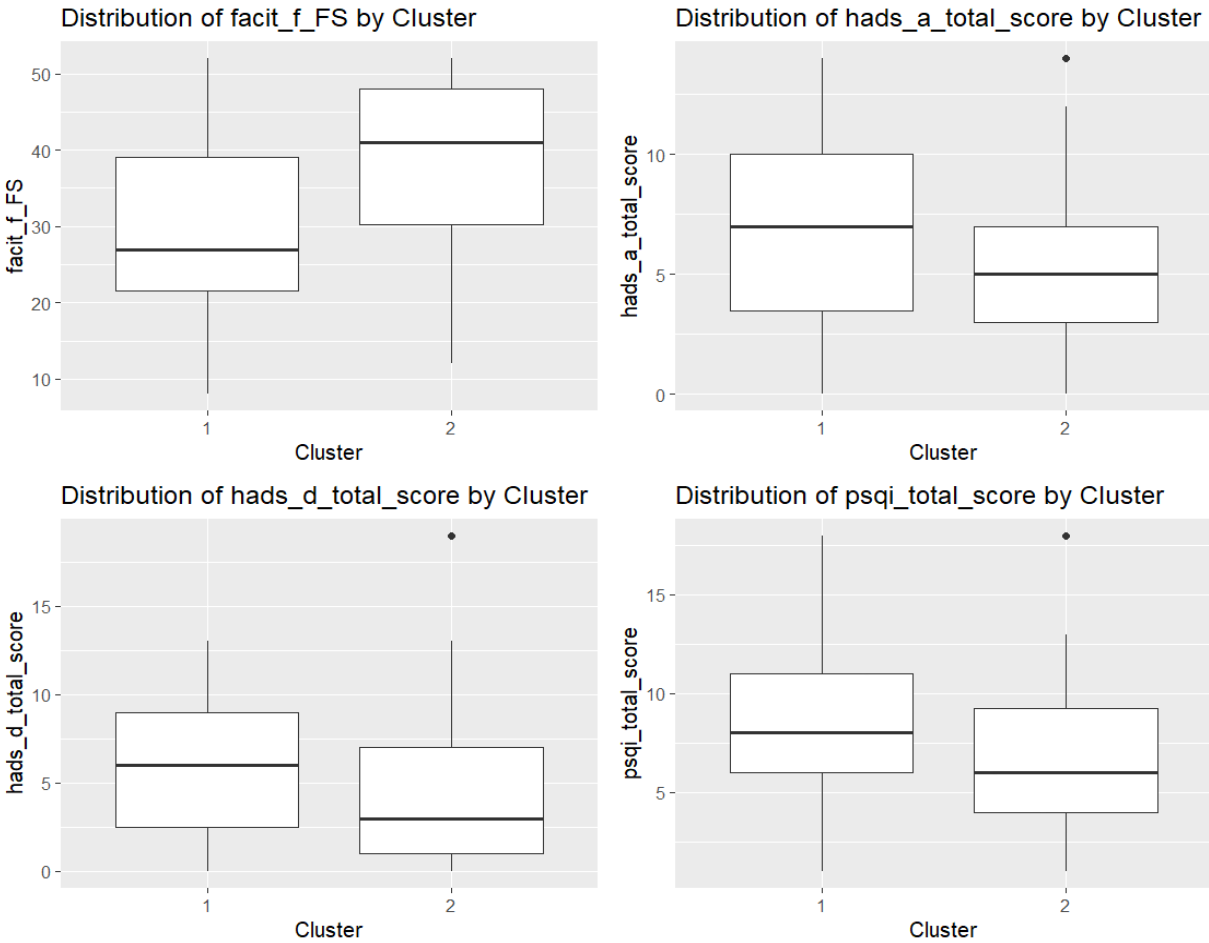 Distribution of facit_f_FS by Cluster
facit_f_FS
50
40
30
20
10
1 2
Cluster
Distribution of hads_a_total_score by Cluster
hads_a_total_score
10
5
0
1 2
Cluster
Distribution of hads_d_total_score by Cluster
hads_d_total_score
15
10
5
0
1 2
Cluster
Distribution of psqi_total_score by Cluster
psqi_total_score
15
10
5
1 2
Cluster